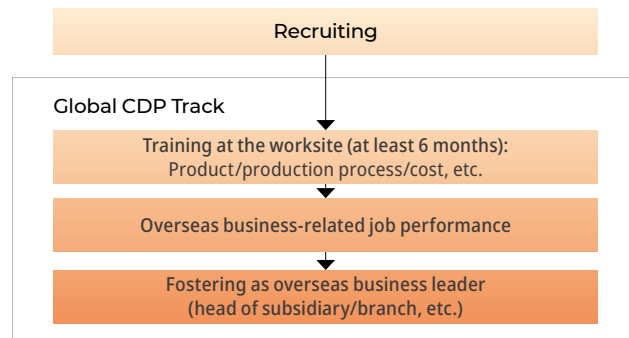 Recruiting
Global CDP Track
Training at the worksite (at least 6 months):
Product/production process/cost, etc.
Overseas business-related job performance
Fostering as overseas business leader
(head of subsidiary/branch, etc.)